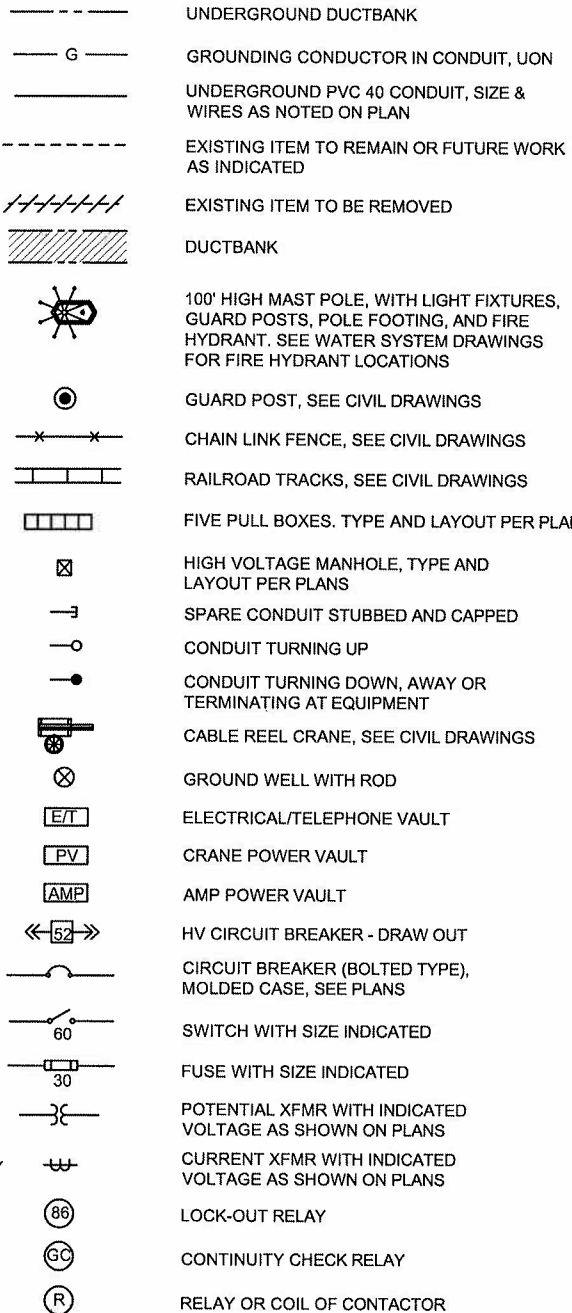 UNDERGROUND DUCTBANK
G GROUNDING CONDUCTOR IN CONDUIT, UON
UNDERGROUND PVC 40 CONDUIT, SIZE &
WIRES AS NOTED ON PLAN
EXISTING ITEM TO REMAIN OR FUTURE WORK
AS INDICATED
EXISTING ITEM TO BE REMOVED
DUCTBANK
100' HIGH MAST POLE, WITH LIGHT FIXTURES,
GUARD POSTS, POLE FOOTING, AND FIRE
HYDRANT. SEE WATER SYSTEM DRAWINGS
FOR FIRE HYDRANT LOCATIONS
GUARD POST, SEE CIVIL DRAWINGS
CHAIN LINK FENCE, SEE CIVIL DRAWINGS
RAILROAD TRACKS, SEE CIVIL DRAWINGS
FIVE PULL BOXES. TYPE AND LAYOUT PER
HIGH VOLTAGE MANHOLE, TYPE AND
LAYOUT PER PLANS
SPARE CONDUIT STUBBED AND CAPPED
CONDUIT TURNING UP
CONDUIT TURNING DOWN, AWAY OR
TERMINATING AT EQUIPMENT
CABLE REEL CRANE, SEE CIVIL DRAWINGS
GROUND WELL WITH ROD
E/T ELECTRICAL/TELEPHONE VAULT
PV CRANE POWER VAULT
AMP AMP POWER VAULT
52 HV CIRCUIT BREAKER - DRAW OUT
CIRCUIT BREAKER (BOLTED TYPE),
MOLDED CASE, SEE PLANS
60 SWITCH WITH SIZE INDICATED
30 FUSE WITH SIZE INDICATED
POTENTIAL XFMR WITH INDICATED
VOLTAGE AS SHOWN ON PLANS
CURRENT XFMR WITH INDICATED
VOLTAGE AS SHOWN ON PLANS
86 LOCK-OUT RELAY
GC CONTINUITY CHECK RELAY
R RELAY OR COIL OF CONTACTOR